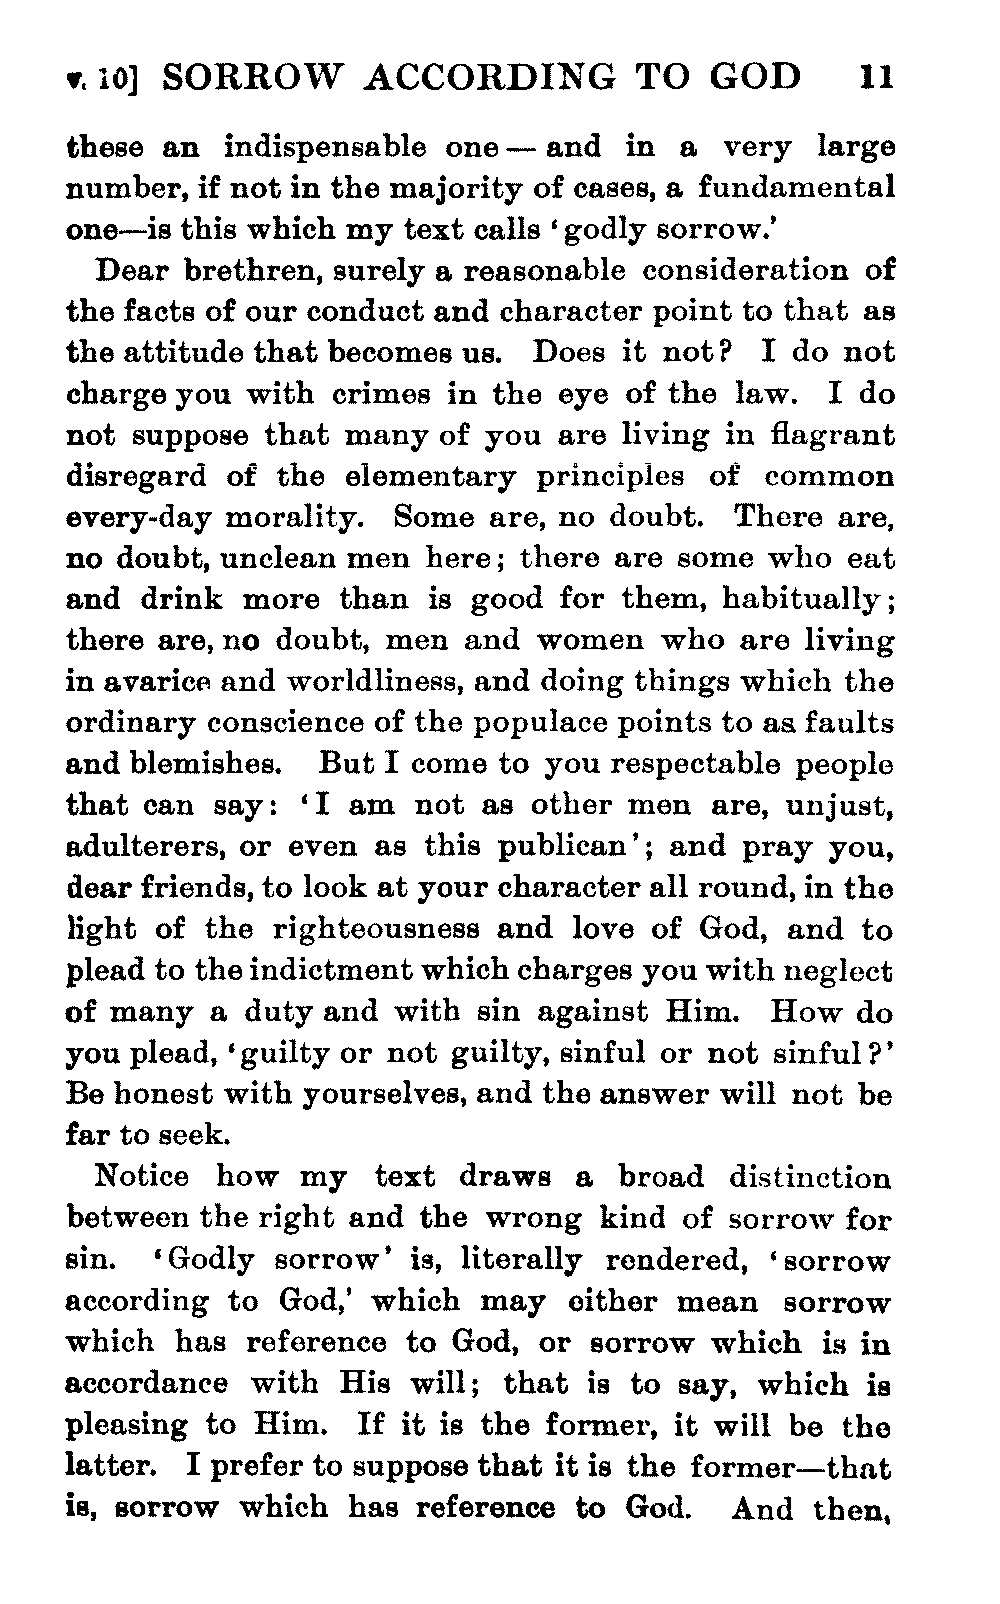 v. 10] SORROW ACCORDING TO GOD 11
these an indispensable one — and in a very large
number, if not in the majority of cases, a fundamental
one—is this which my text calls ‘godly sorrow.’
Dear brethren, surely a reasonable consideration of
the facts of our conduct and character point to that as
the attitude that becomes us. Does it not? I do not
charge you with crimes in the eye of the law. I do
not suppose that many of you are living in flagrant
disregard of the elementary principles of common
every-day morality. Some are, no doubt. There are,
no doubt, unclean men here; there are some who eat
and drink more than is good for them, habitually;
there are, no doubt, men and women who are living
in avarice and worldliness, and doing things which the
ordinary conscience of the populace points to as faults
and blemishes. But I come to you respectable people
that can say: ‘I am not as other men are, unjust,
adulterers, or even as this publican’; and pray you,
dear friends, to look at your character all round, in the
light of the righteousness and love of God, and to
plead to the indictment which charges you with neglect
of many a duty and with sin against Him. How do
you plead, ‘guilty or not guilty, sinful or not sinful?’
Be honest with yourselves, and the answer will not be
far to seek.
Notice how my text draws a broad distinction
between the right and the wrong kind of sorrow for
sin. ‘Godly sorrow’ is, literally rendered, ‘sorrow
according to God,’ which may either mean sorrow
which has reference to God, or sorrow which is in
accordance with His will; that is to say, which is
pleasing to Him. If it is the former, it will be the
latter. I prefer to suppose that it is the former—that
is, sorrow which has reference to God. And then,